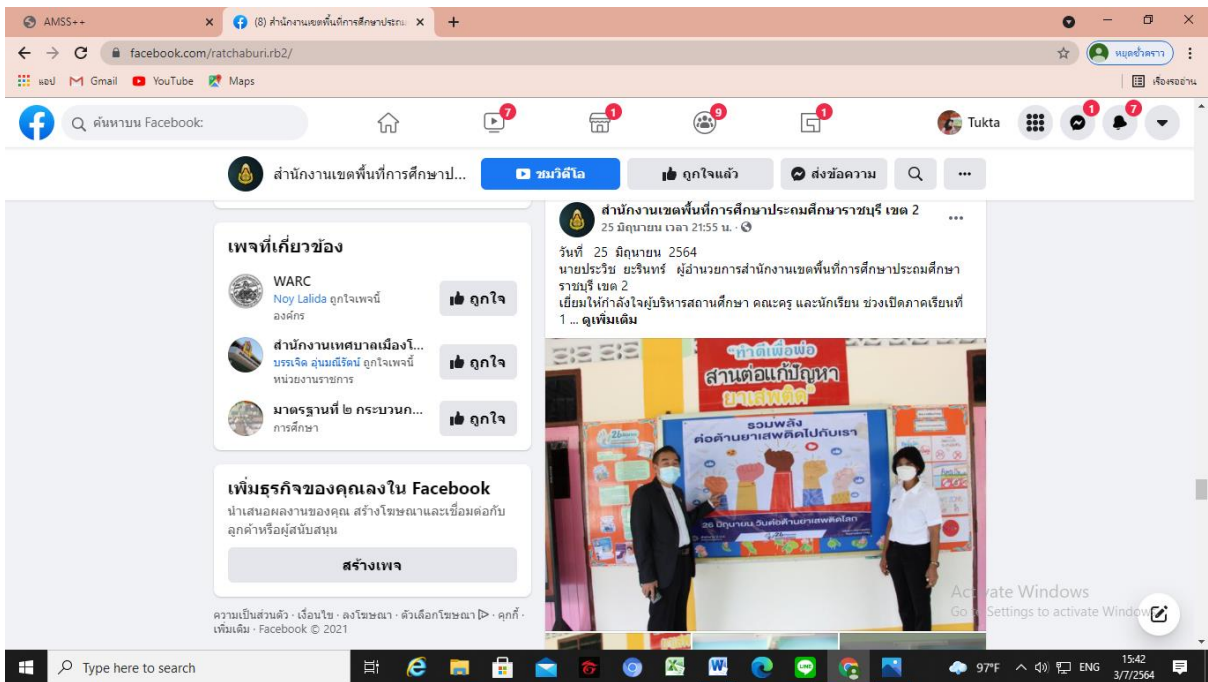 AMSS++
(8) สำนักงานเขตพื้นที่การศึกษาประถม
facebook.com/ratchaburi.rb2/
หยุดชั่วคราว
แอป
Gmail
YouTube
Maps
เรื่องรออ่าน
ค้นหาบน Facebook:
7
1
9
1
Tukta
1
7
สำนักงานเขตพื้นที่การศึกษาป...
ชมวิดีโอ
ถูกใจแล้ว
ส่งข้อความ
เพจที่เกี่ยวข้อง
WARC
Noy Lalida ถูกใจเพจนี้
องค์กร
ถูกใจ
สำนักงานเทศบาลเมืองโ...
บรรเจิด อุ่นมณีรัตน์ ถูกใจเพจนี้
หน่วยงานราชการ
ถูกใจ
มาตรฐานที่ ๒ กระบวนก...
การศึกษา
ถูกใจ
เพิ่มธุรกิจของคุณลงใน Facebook
นำเสนอผลงานของคุณ สร้างโฆษณาและเชื่อมต่อกับ
ลูกค้าหรือผู้สนับสนุน
สร้างเพจ
ความเป็นส่วนตัว · เงื่อนไข · ลงโฆษณา · ตัวเลือกโฆษณา · คุกกี้ ·
เพิ่มเติม · Facebook © 2021
สำนักงานเขตพื้นที่การศึกษาประถมศึกษาราชบุรี เขต 2
25 มิถุนายน เวลา 21:55 น. ·
วันที่ 25 มิถุนายน 2564
นายประวิช ยะรินทร์ ผู้อำนวยการสำนักงานเขตพื้นที่การศึกษาประถมศึกษา
ราชบุรี เขต 2
เยี่ยมให้กำลังใจผู้บริหารสถานศึกษา คณะครู และนักเรียน ช่วงเปิดภาคเรียนที่
1 ... ดูเพิ่มเติม
"ทำดีเพื่อพ่อ
สานต่อแก้ปัญหา
ยาเสพติด"
รวมพลัง
ต่อต้านยาเสพติดไปกับเรา
26 มิถุนายน วันต่อต้านยาเสพติดโลก
Activate Windows
Go to Settings to activate Windows.
Type here to search
97°F
ENG
15:42
3/7/2564